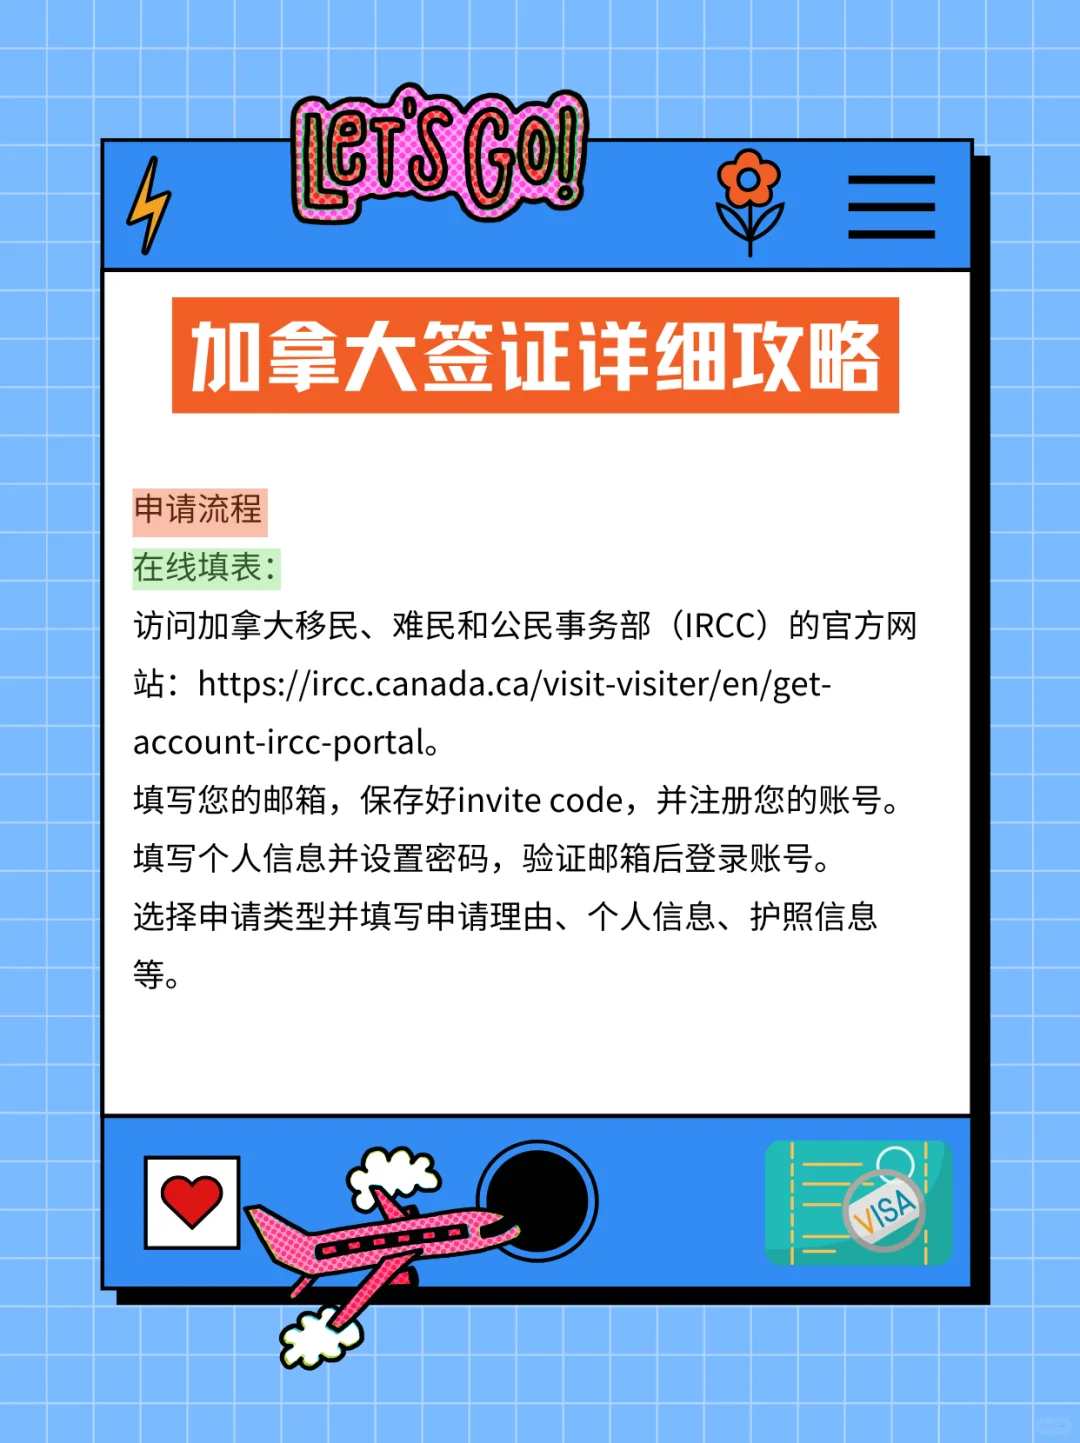 LET'S GO!
加拿大签证详细攻略
申请流程
在线填表：
访问加拿大移民、难民和公民事务部（IRCC）的官方网
站：https://ircc.canada.ca/visit-visiter/en/get-
account-ircc-portal。
填写您的邮箱，保存好invite code，并注册您的账号。
填写个人信息并设置密码，验证邮箱后登录账号。
选择申请类型并填写申请理由、个人信息、护照信息
等。
VISA